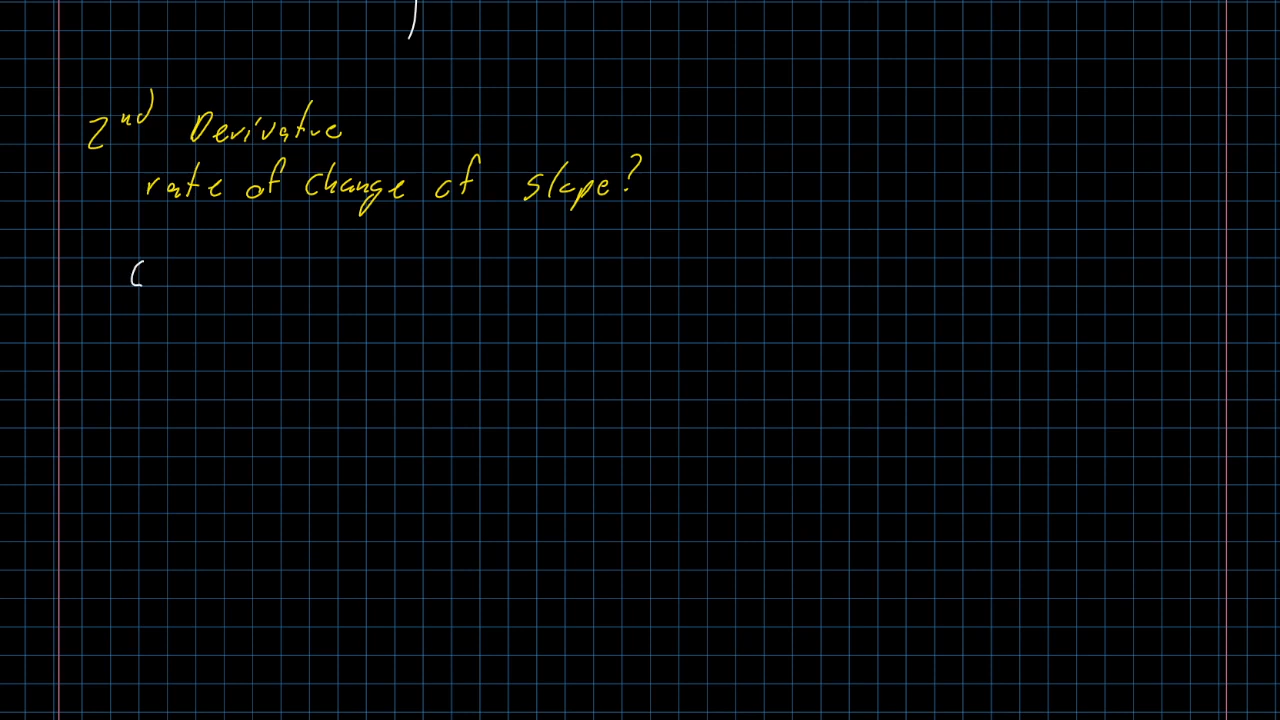 2nd Derivative
rate of change of slope?
C